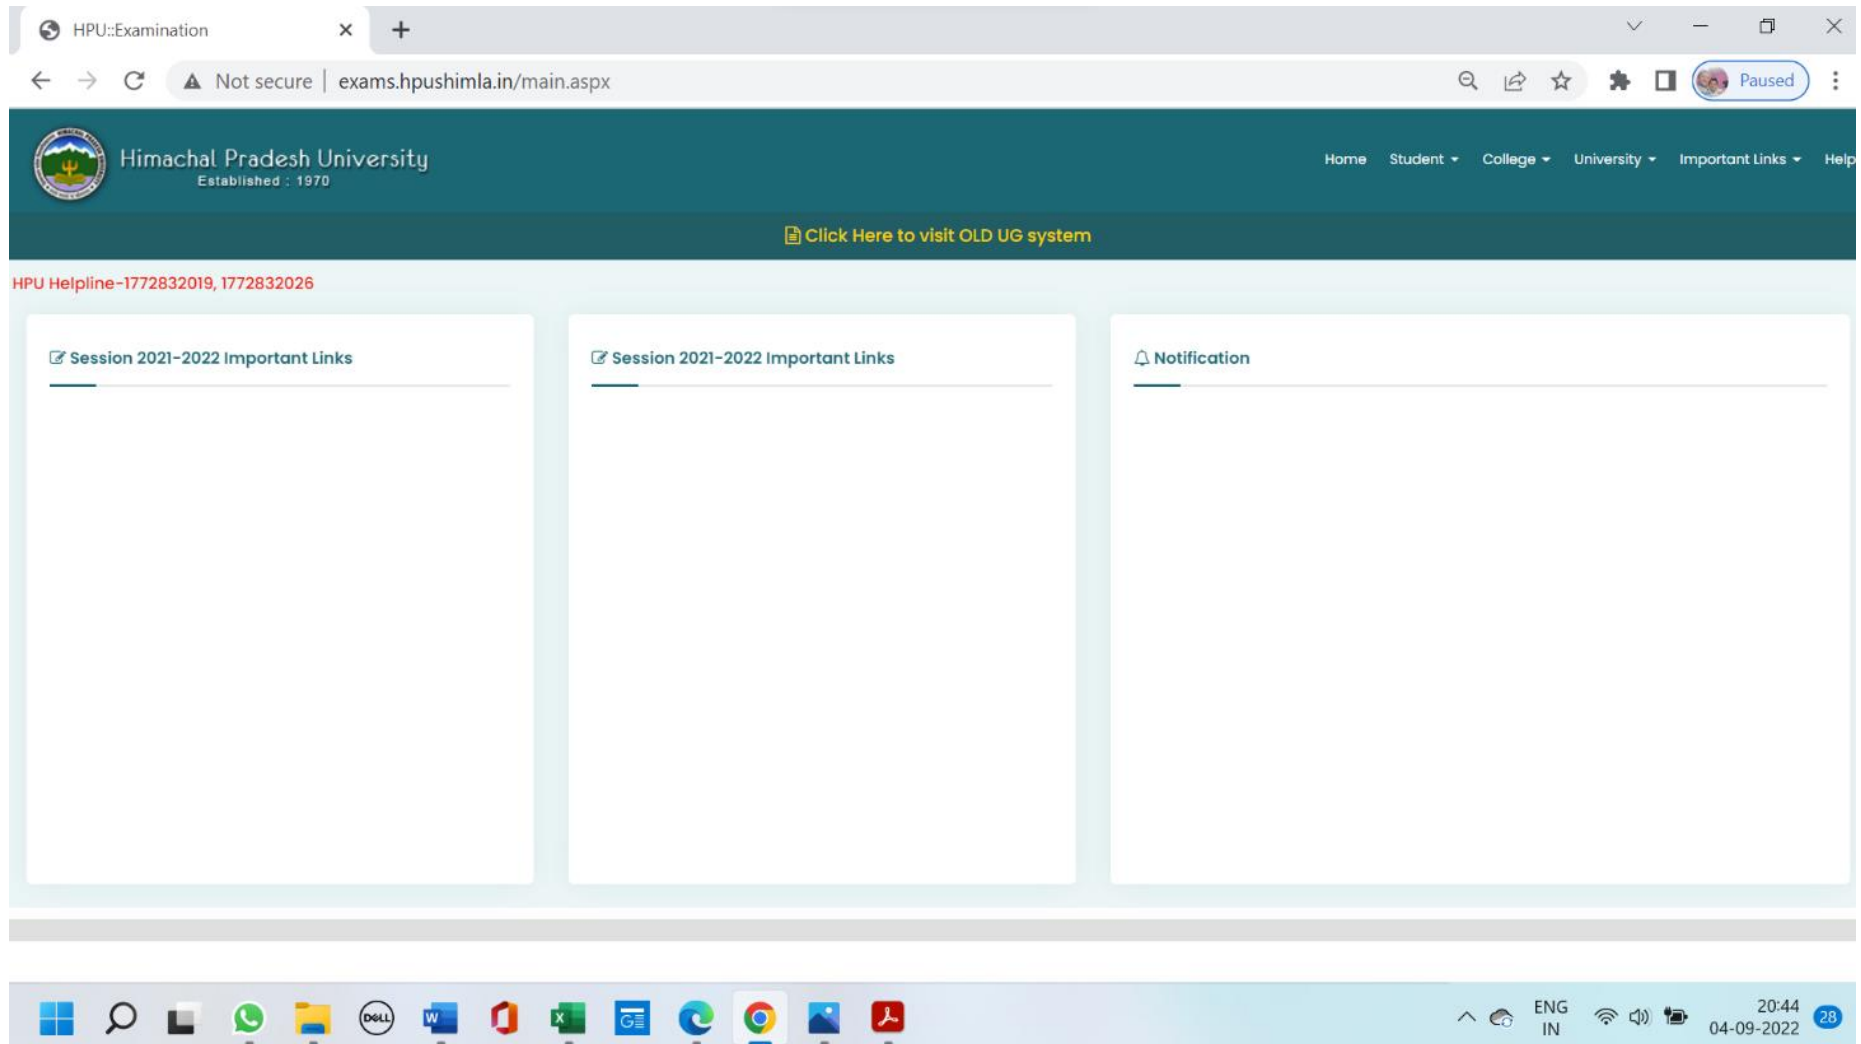 HPU::Examination
Not secure | exams.hpushimla.in/main.aspx
Paused
Himachal Pradesh University
Established : 1970
Home Student College University Important Links Help
Click Here to visit OLD UG system
HPU Helpline-1772832019, 1772832026
Session 2021-2022 Important Links
Session 2021-2022 Important Links
Notification
DELL
W
X
GE
ENG
IN
20:44
04-09-2022
28